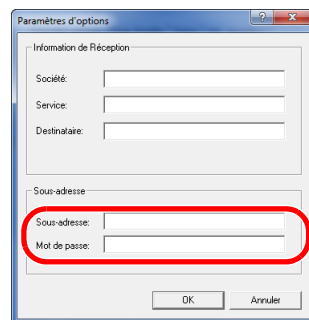 Paramètres d'options
Information de Réception
Société:
Service:
Destinataire:
Sous-adresse
Sous-adresse:
Mot de passe:
OK
Annuler